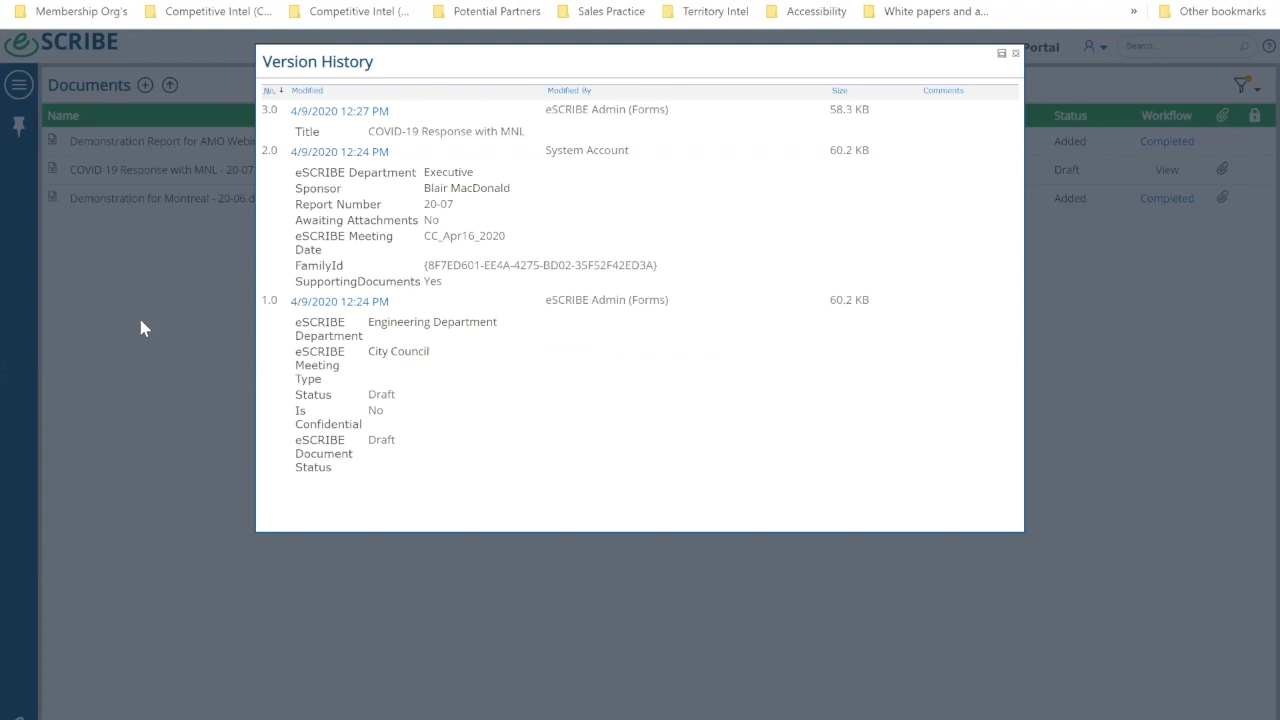 Membership Org's Competitive Intel (C... Competitive Intel (... Potential Partners Sales Practice Territory Intel Accessibility White papers and a... » Other bookmarks
eSCRIBE Portal Search...
Version History
Documents
No. ↓ Modified Modified By Size Comments
Name Status Workflow
3.0 4/9/2020 12:27 PM eSCRIBE Admin (Forms) 58.3 KB
Title COVID-19 Response with MNL
Demonstration Report for AMO Webi Added Completed
2.0 4/9/2020 12:24 PM System Account 60.2 KB
COVID-19 Response with MNL - 20-07 Draft View
eSCRIBE Department Executive
Sponsor Blair MacDonald
Demonstration for Montreal - 20-06.d Added Completed
Report Number 20-07
Awaiting Attachments No
eSCRIBE Meeting CC_Apr16_2020
Date
FamilyId {8F7ED601-EE4A-4275-BD02-35F52F42ED3A}
SupportingDocuments Yes
1.0 4/9/2020 12:24 PM eSCRIBE Admin (Forms) 60.2 KB
eSCRIBE Engineering Department
Department
eSCRIBE City Council
Meeting
Type
Status Draft
Is No
Confidential
eSCRIBE Draft
Document
Status